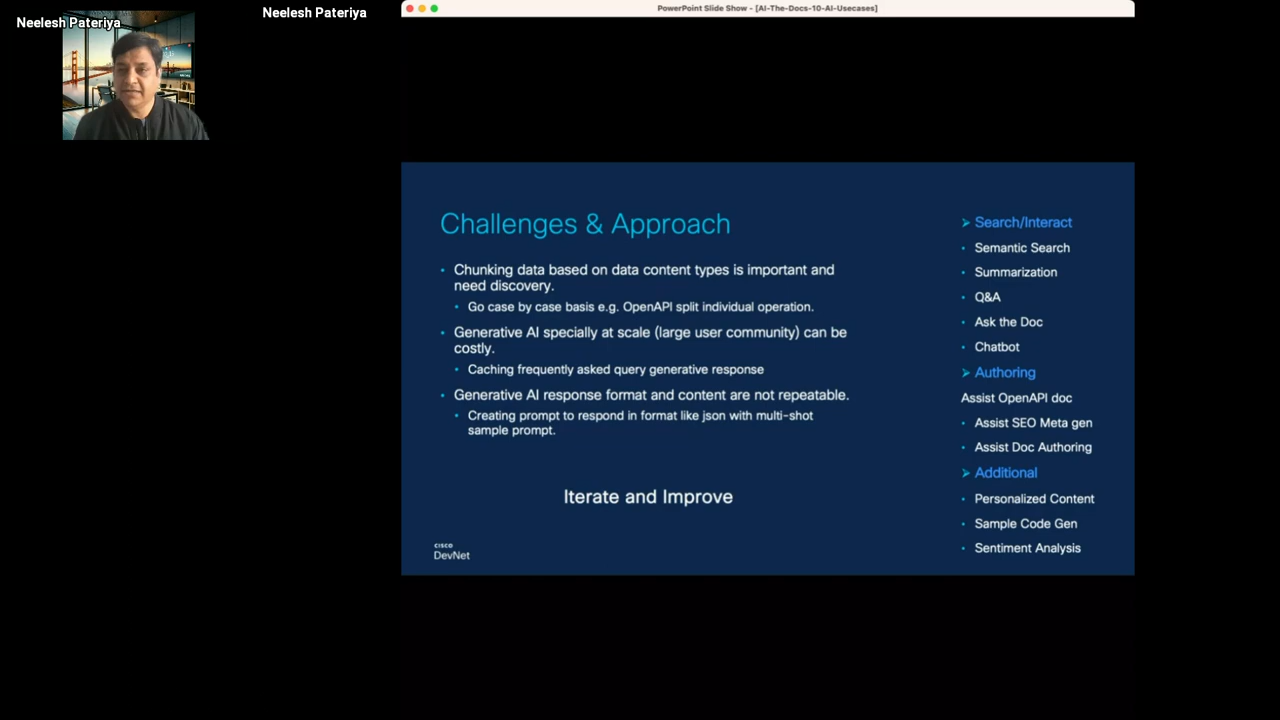 Neelesh Pateriya
Neelesh Pateriya
PowerPoint Slide Show - [AI-The-Docs-10-AI-Usecases]
Challenges & Approach
• Chunking data based on data content types is important and
need discovery.
• Go case by case basis e.g. OpenAPI split individual operation.
• Generative AI specially at scale (large user community) can be
costly.
• Caching frequently asked query generative response
• Generative AI response format and content are not repeatable.
• Creating prompt to respond in format like json with multi-shot
sample prompt.
Iterate and Improve
CISCO
DevNet
➢ Search/Interact
• Semantic Search
• Summarization
• Q&A
• Ask the Doc
• Chatbot
➢ Authoring
Assist OpenAPI doc
• Assist SEO Meta gen
• Assist Doc Authoring
➢ Additional
• Personalized Content
• Sample Code Gen
• Sentiment Analysis